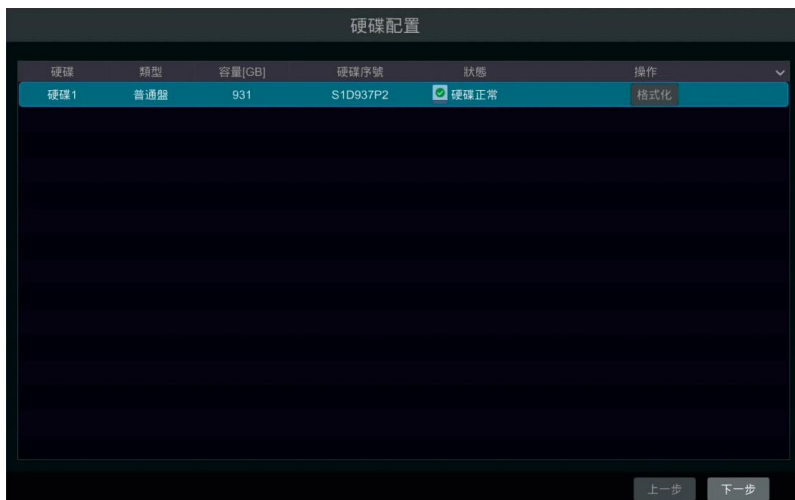 硬碟配置
硬碟 類型 容量[GB] 硬碟序號 狀態 操作
硬碟1 普通盤 931 S1D937P2 硬碟正常 格式化
上一步 下一步